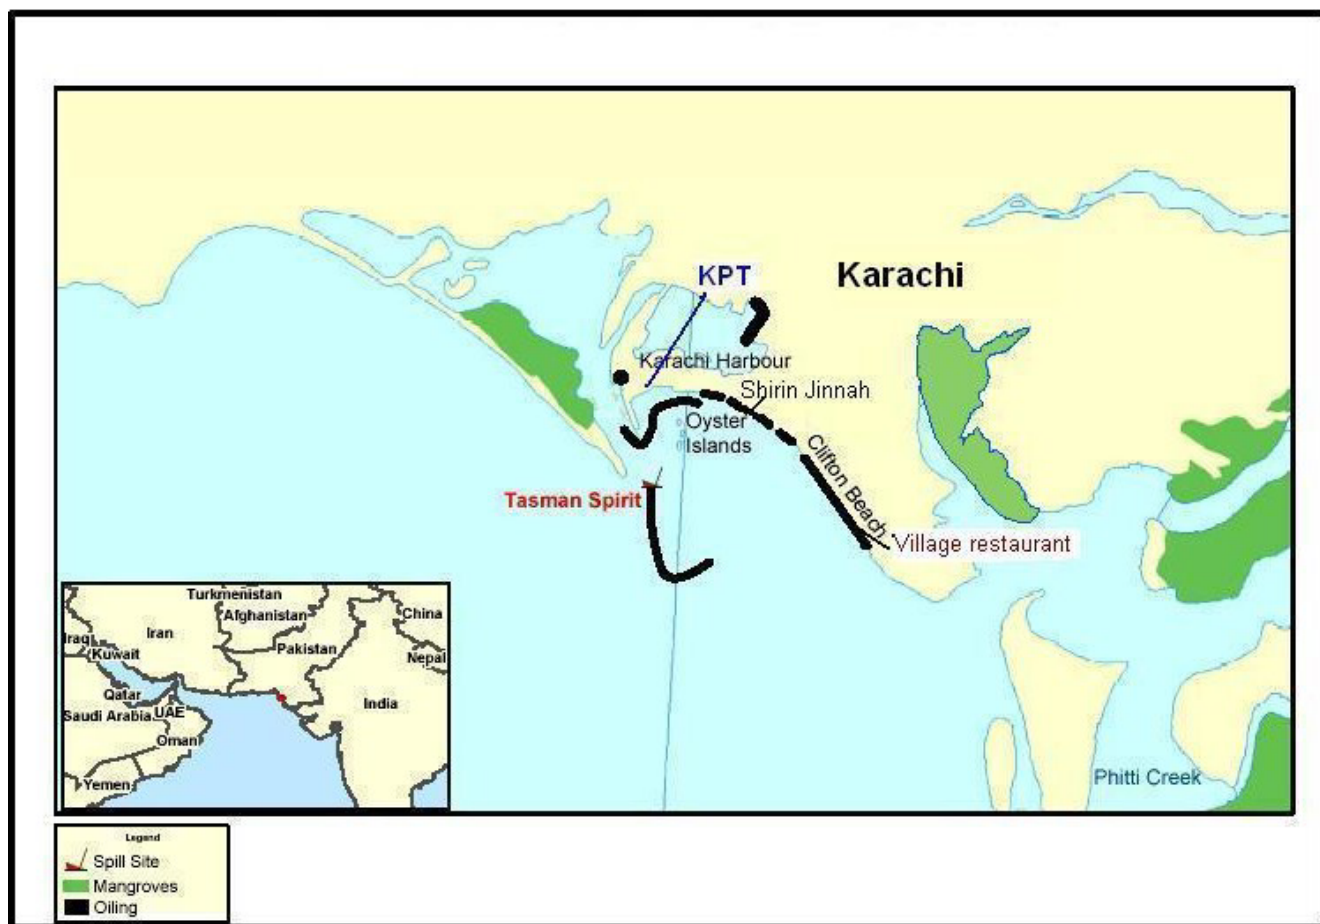 KPT
Karachi
Karachi Harbour
Shirin Jinnah
Oyster
Islands
Clifton Beach
Tasman Spirit
Village restaurant
Phitti Creek
Turkmenistan
Afghanistan
China
Iraq
Iran
Kuwait
Pakistan
Nepal
Qatar
Saudi Arabia
UAE
India
Oman
Yemen
Legend
Spill Site
Mangroves
Oiling